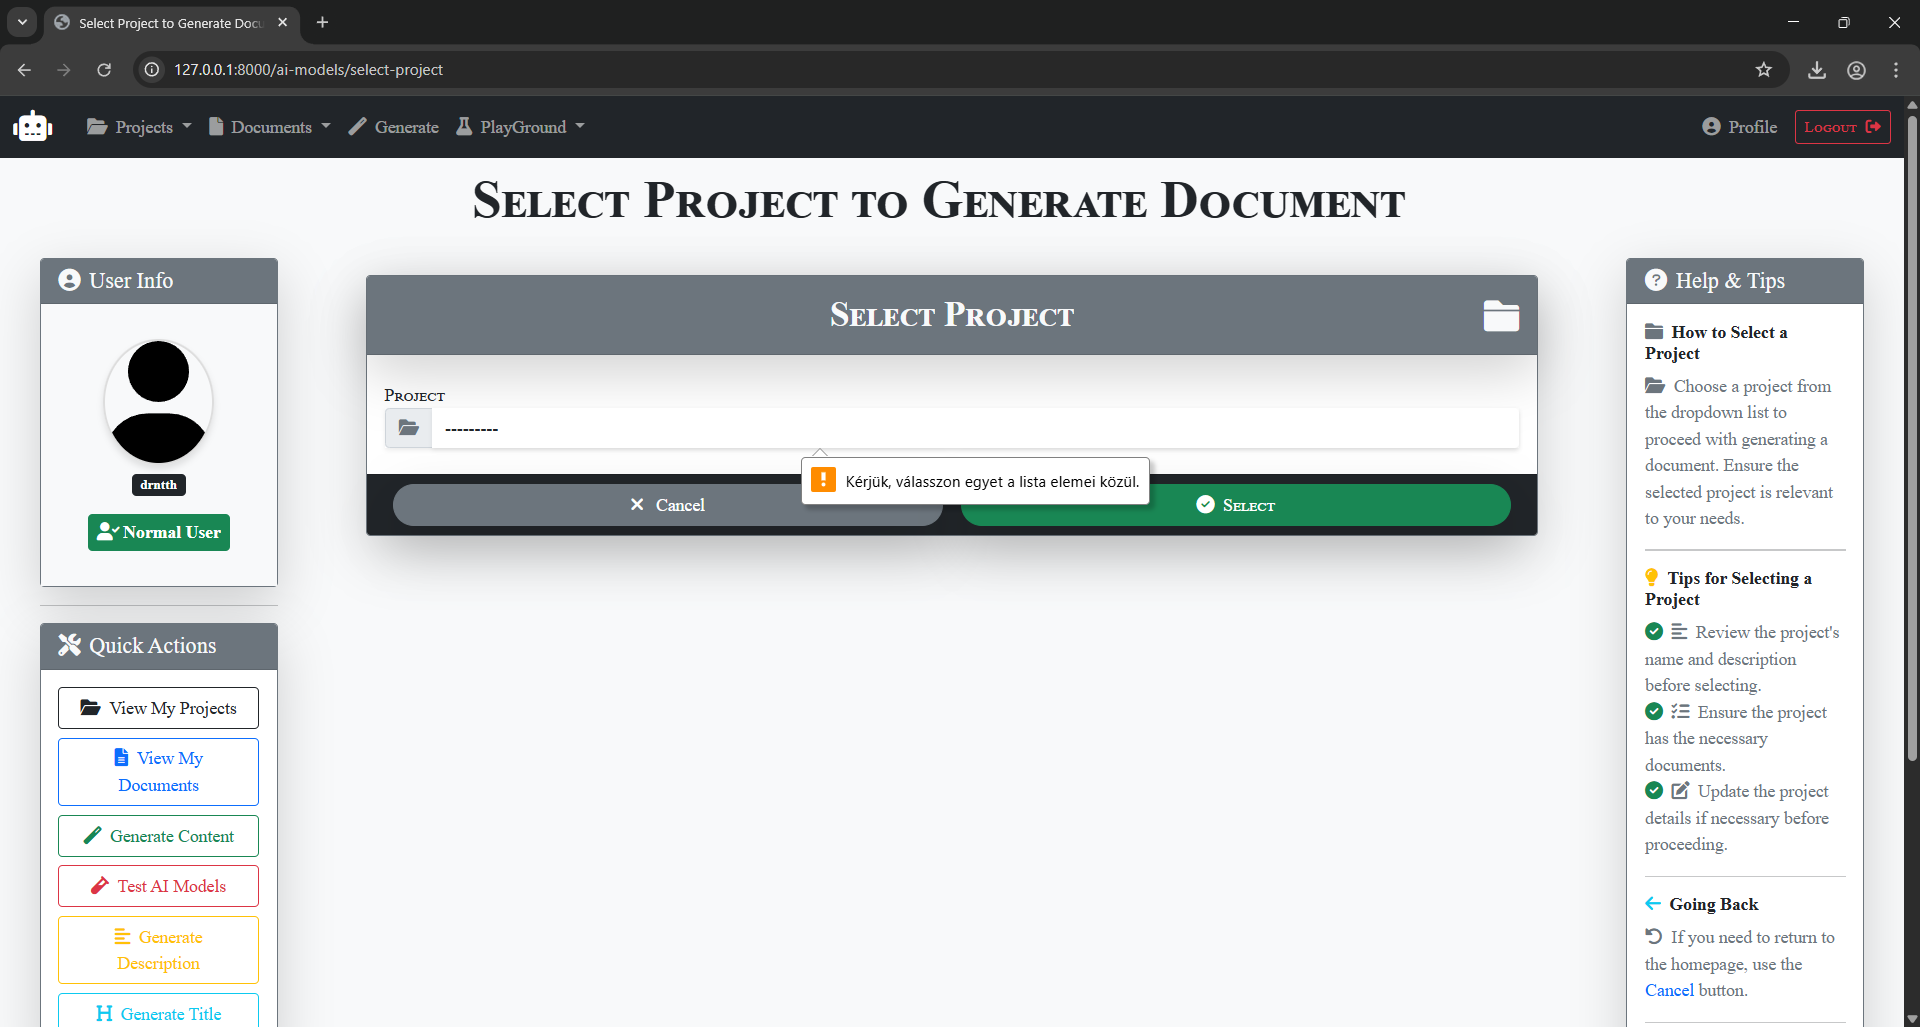 Select Project to Generate Docu
127.0.0.1:8000/ai-models/select-project
Projects
Documents
Generate
PlayGround
Profile
Logout
Select Project to Generate Document
User Info
drntth
Normal User
Quick Actions
View My Projects
View My
Documents
Generate Content
Test AI Models
Generate
Description
Generate Title
Select Project
Project
---------
Kérjük, válasszon egyet a lista elemei közül.
Cancel
Select
Help & Tips
How to Select a
Project
Choose a project from
the dropdown list to
proceed with generating a
document. Ensure the
selected project is relevant
to your needs.
Tips for Selecting a
Project
Review the project's
name and description
before selecting.
Ensure the project
has the necessary
documents.
Update the project
details if necessary before
proceeding.
Going Back
If you need to return to
the homepage, use the
Cancel button.